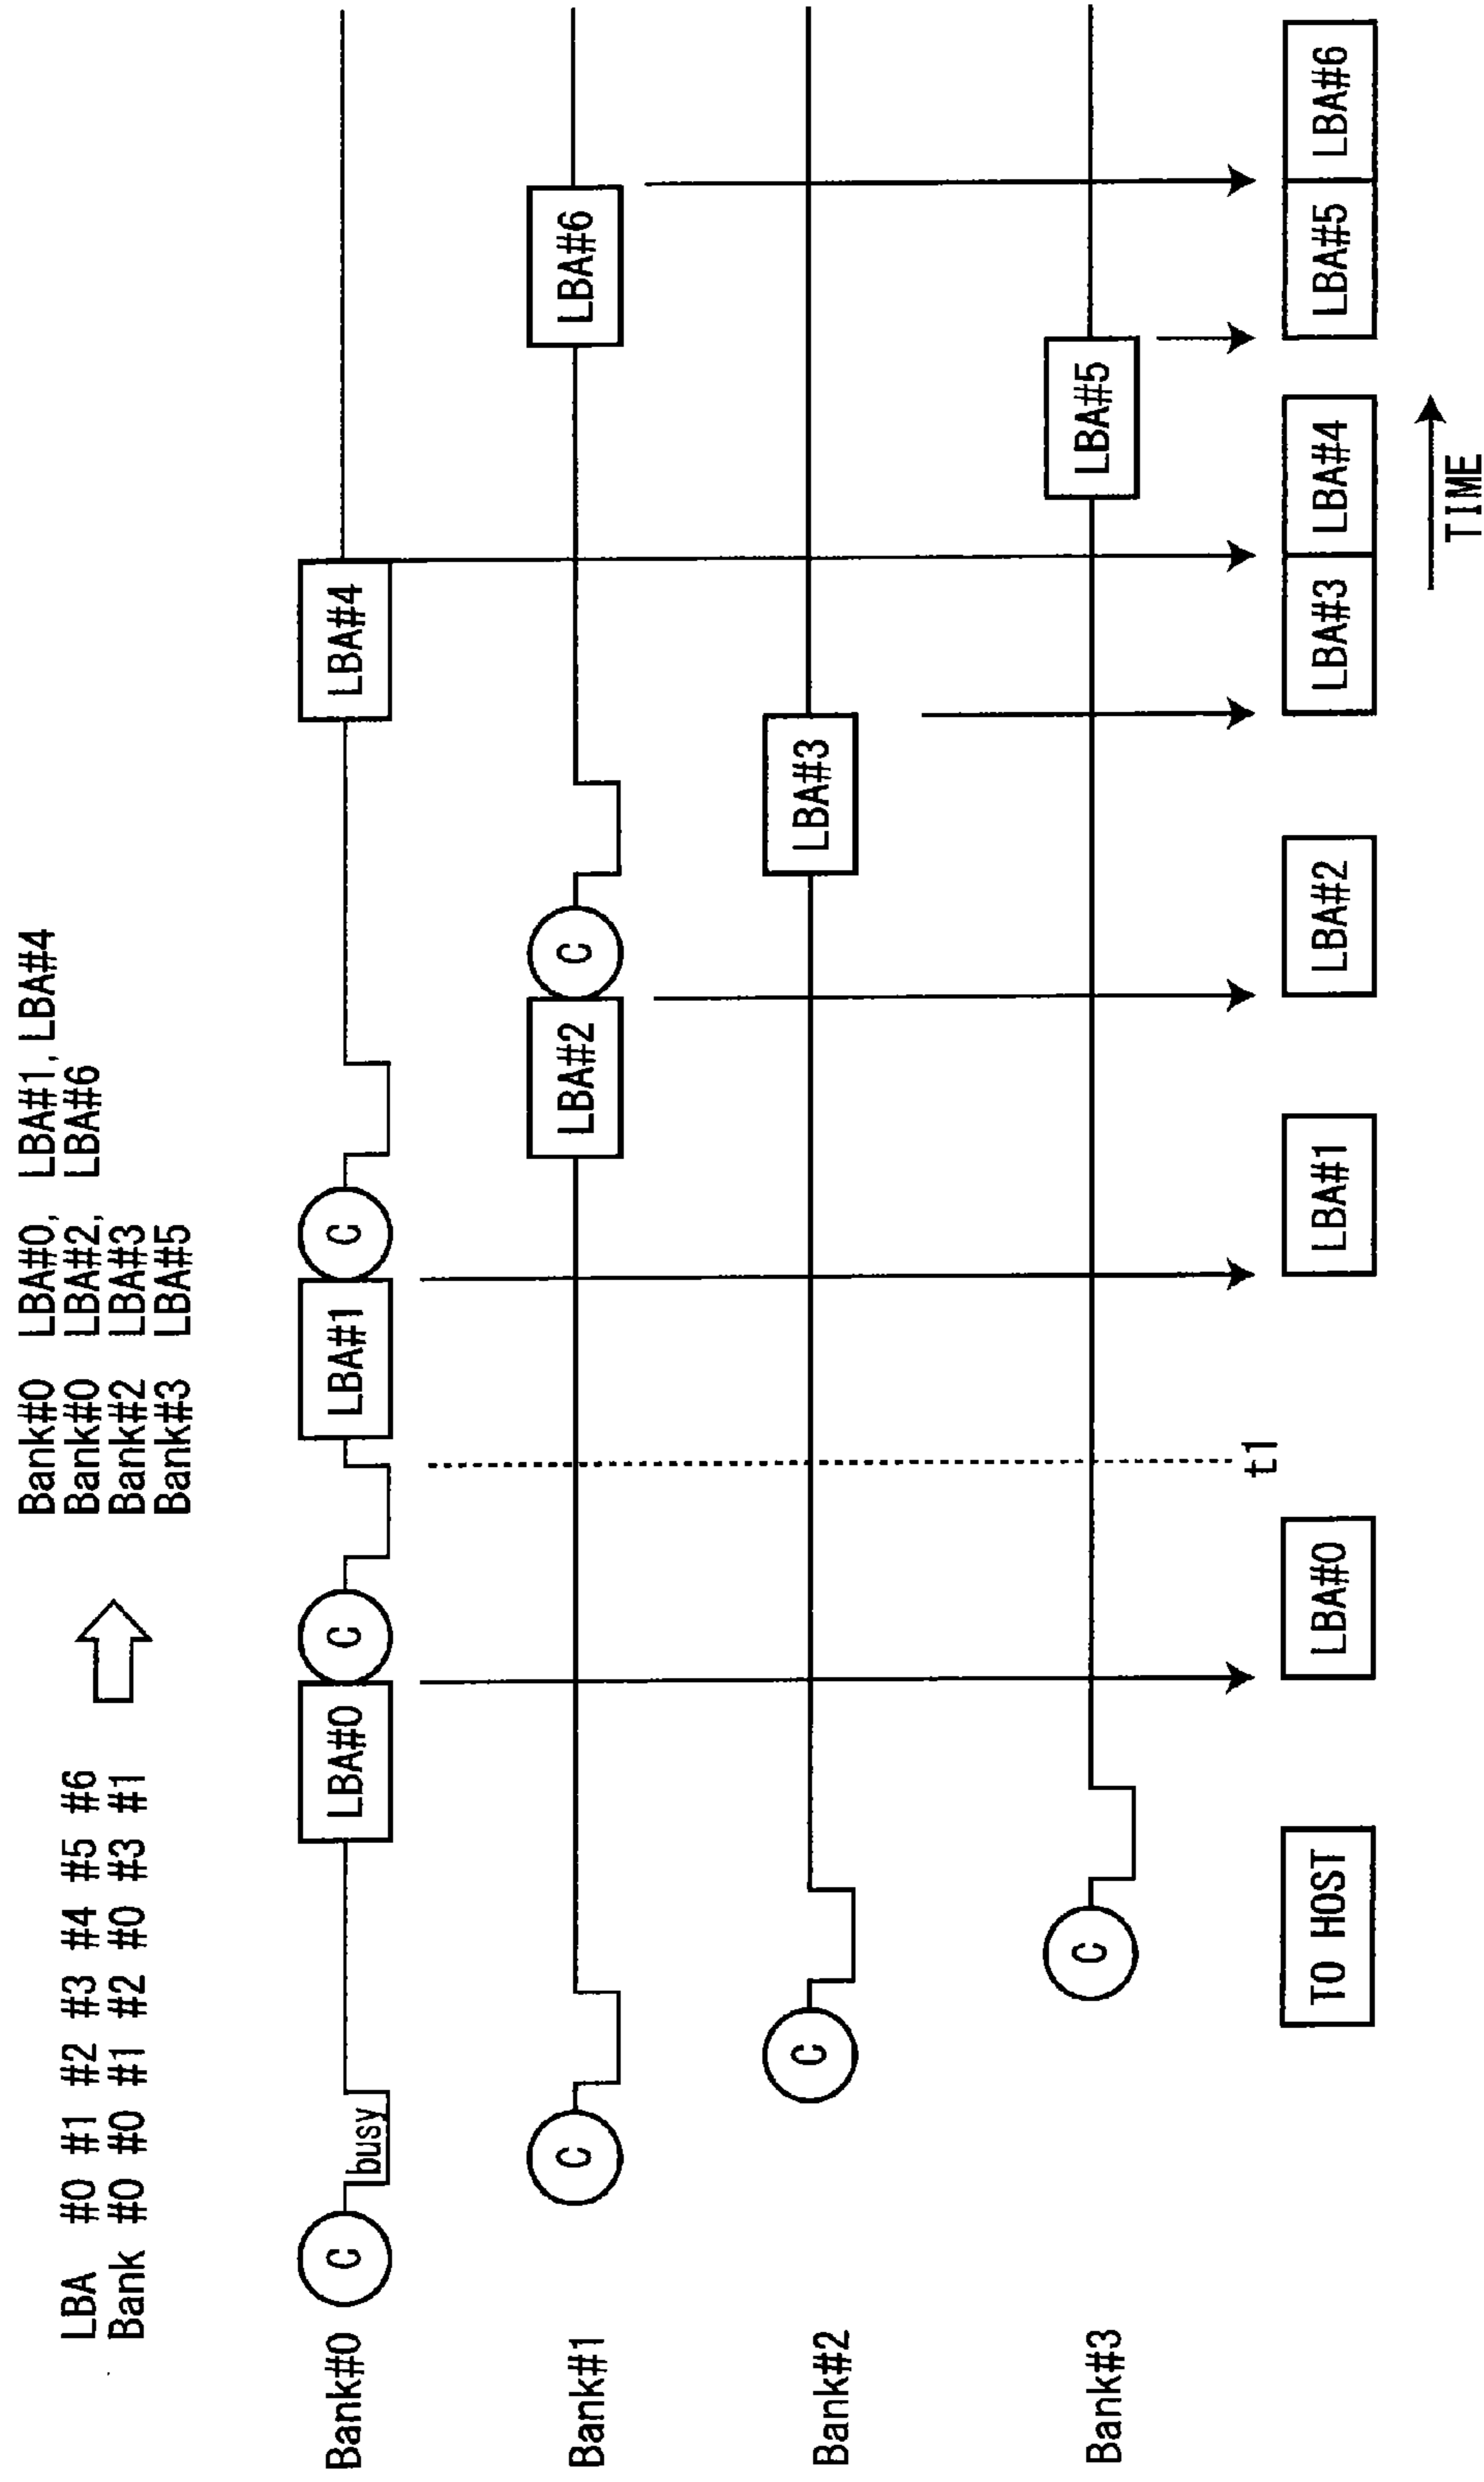 LBA #0 #1 #2 #3 #4 #5 #6
Bank #0 #0 #1 #2 #0 #3 #1
Bank#0 LBA#0, LBA#1, LBA#4
Bank#0 LBA#2, LBA#6
Bank#2 LBA#3
Bank#3 LBA#5
Bank#0 C busy LBA#0 C LBA#1 C LBA#4
Bank#1 C LBA#2 C LBA#6
Bank#2 C LBA#3
Bank#3 C LBA#5
t1
TO HOST LBA#0 LBA#1 LBA#2 LBA#3 LBA#4 LBA#5 LBA#6
TIME